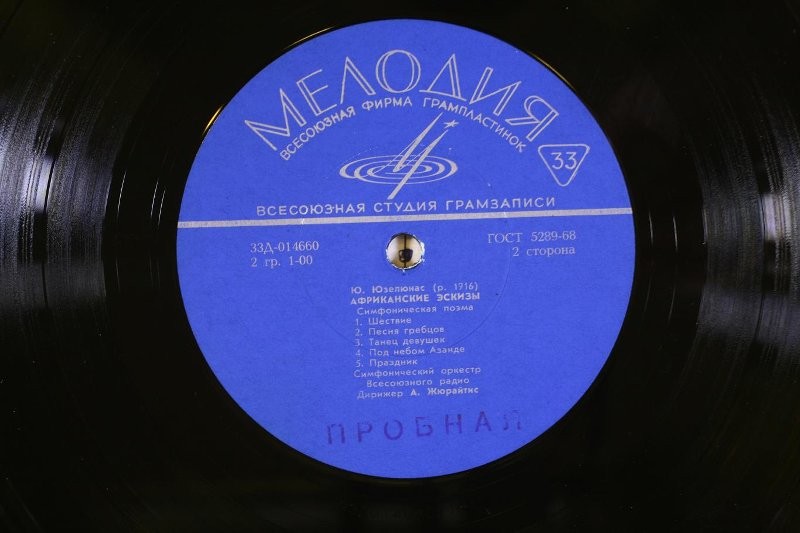 МЕЛОДИЯ
ВСЕСОЮЗНАЯ ФИРМА ГРАМПЛАСТИНОК
33
ВСЕСОЮЗНАЯ СТУДИЯ ГРАМЗАПИСИ
33Д-014660
2 гр. 1-00
ГОСТ 5289-68
2 сторона
Ю. Юзелюнас (р. 1716)
АФРИКАНСКИЕ ЭСКИЗЫ
Симфоническая поэма
1. Шествие
2. Песня гребцов
3. Танец девушек
4. Под небом Азанде
5. Праздник
Симфонический оркестр
Всесоюзного радио
Дирижер А. Жюрайтис
ПРОБНАЯ